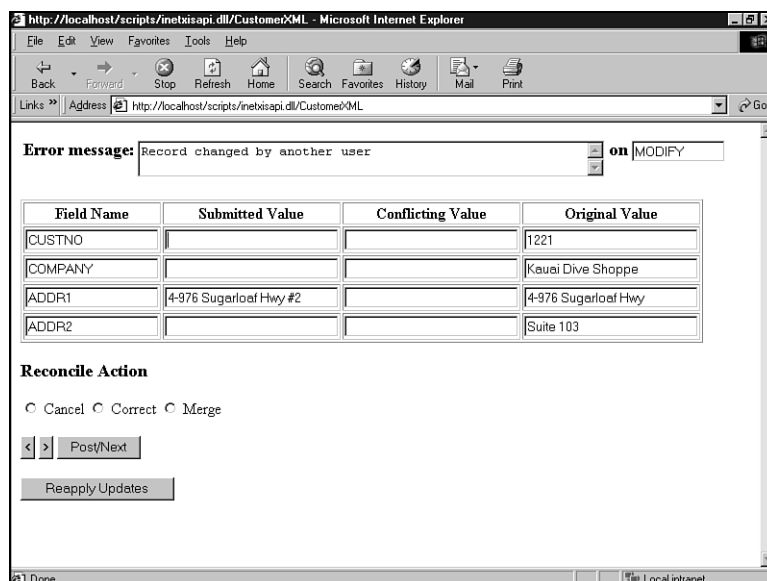 http://localhost/scripts/inetxisapi.dll/CustomerXML - Microsoft Internet Explorer
File Edit View Favorites Tools Help
Back Forward Stop Refresh Home Search Favorites History Mail Print
Links » Address http://localhost/scripts/inetxisapi.dll/CustomerXML Go
Error message: Record changed by another user on MODIFY
Field Name Submitted Value Conflicting Value Original Value
CUSTNO 1221
COMPANY Kauai Dive Shoppe
ADDR1 4-976 Sugarloaf Hwy #2 4-976 Sugarloaf Hwy
ADDR2 Suite 103
Reconcile Action
Cancel Correct Merge
< > Post/Next
Reapply Updates
Done Local intranet